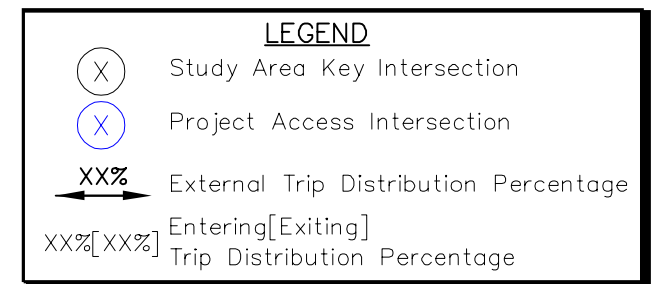 LEGEND
X Study Area Key Intersection
X Project Access Intersection
XX% External Trip Distribution Percentage
XX%[XX%] Entering[Exiting]
Trip Distribution Percentage